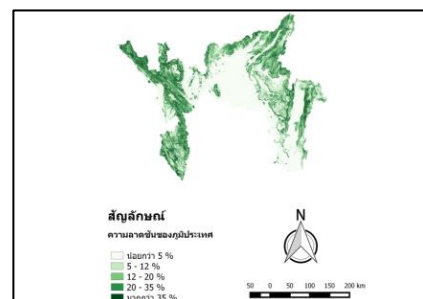 สัญลักษณ์
ความลาดชันของภูมิประเทศ
น้อยกว่า 5 %
5 - 12 %
12 - 20 %
20 - 35 %
มากกว่า 35 %
N
50 0 50 100 150 200 km